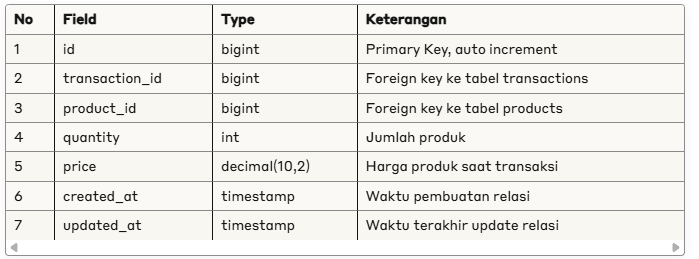 No Field Type Keterangan
1 id bigint Primary Key, auto increment
2 transaction_id bigint Foreign key ke tabel transactions
3 product_id bigint Foreign key ke tabel products
4 quantity int Jumlah produk
5 price decimal(10,2) Harga produk saat transaksi
6 created_at timestamp Waktu pembuatan relasi
7 updated_at timestamp Waktu terakhir update relasi